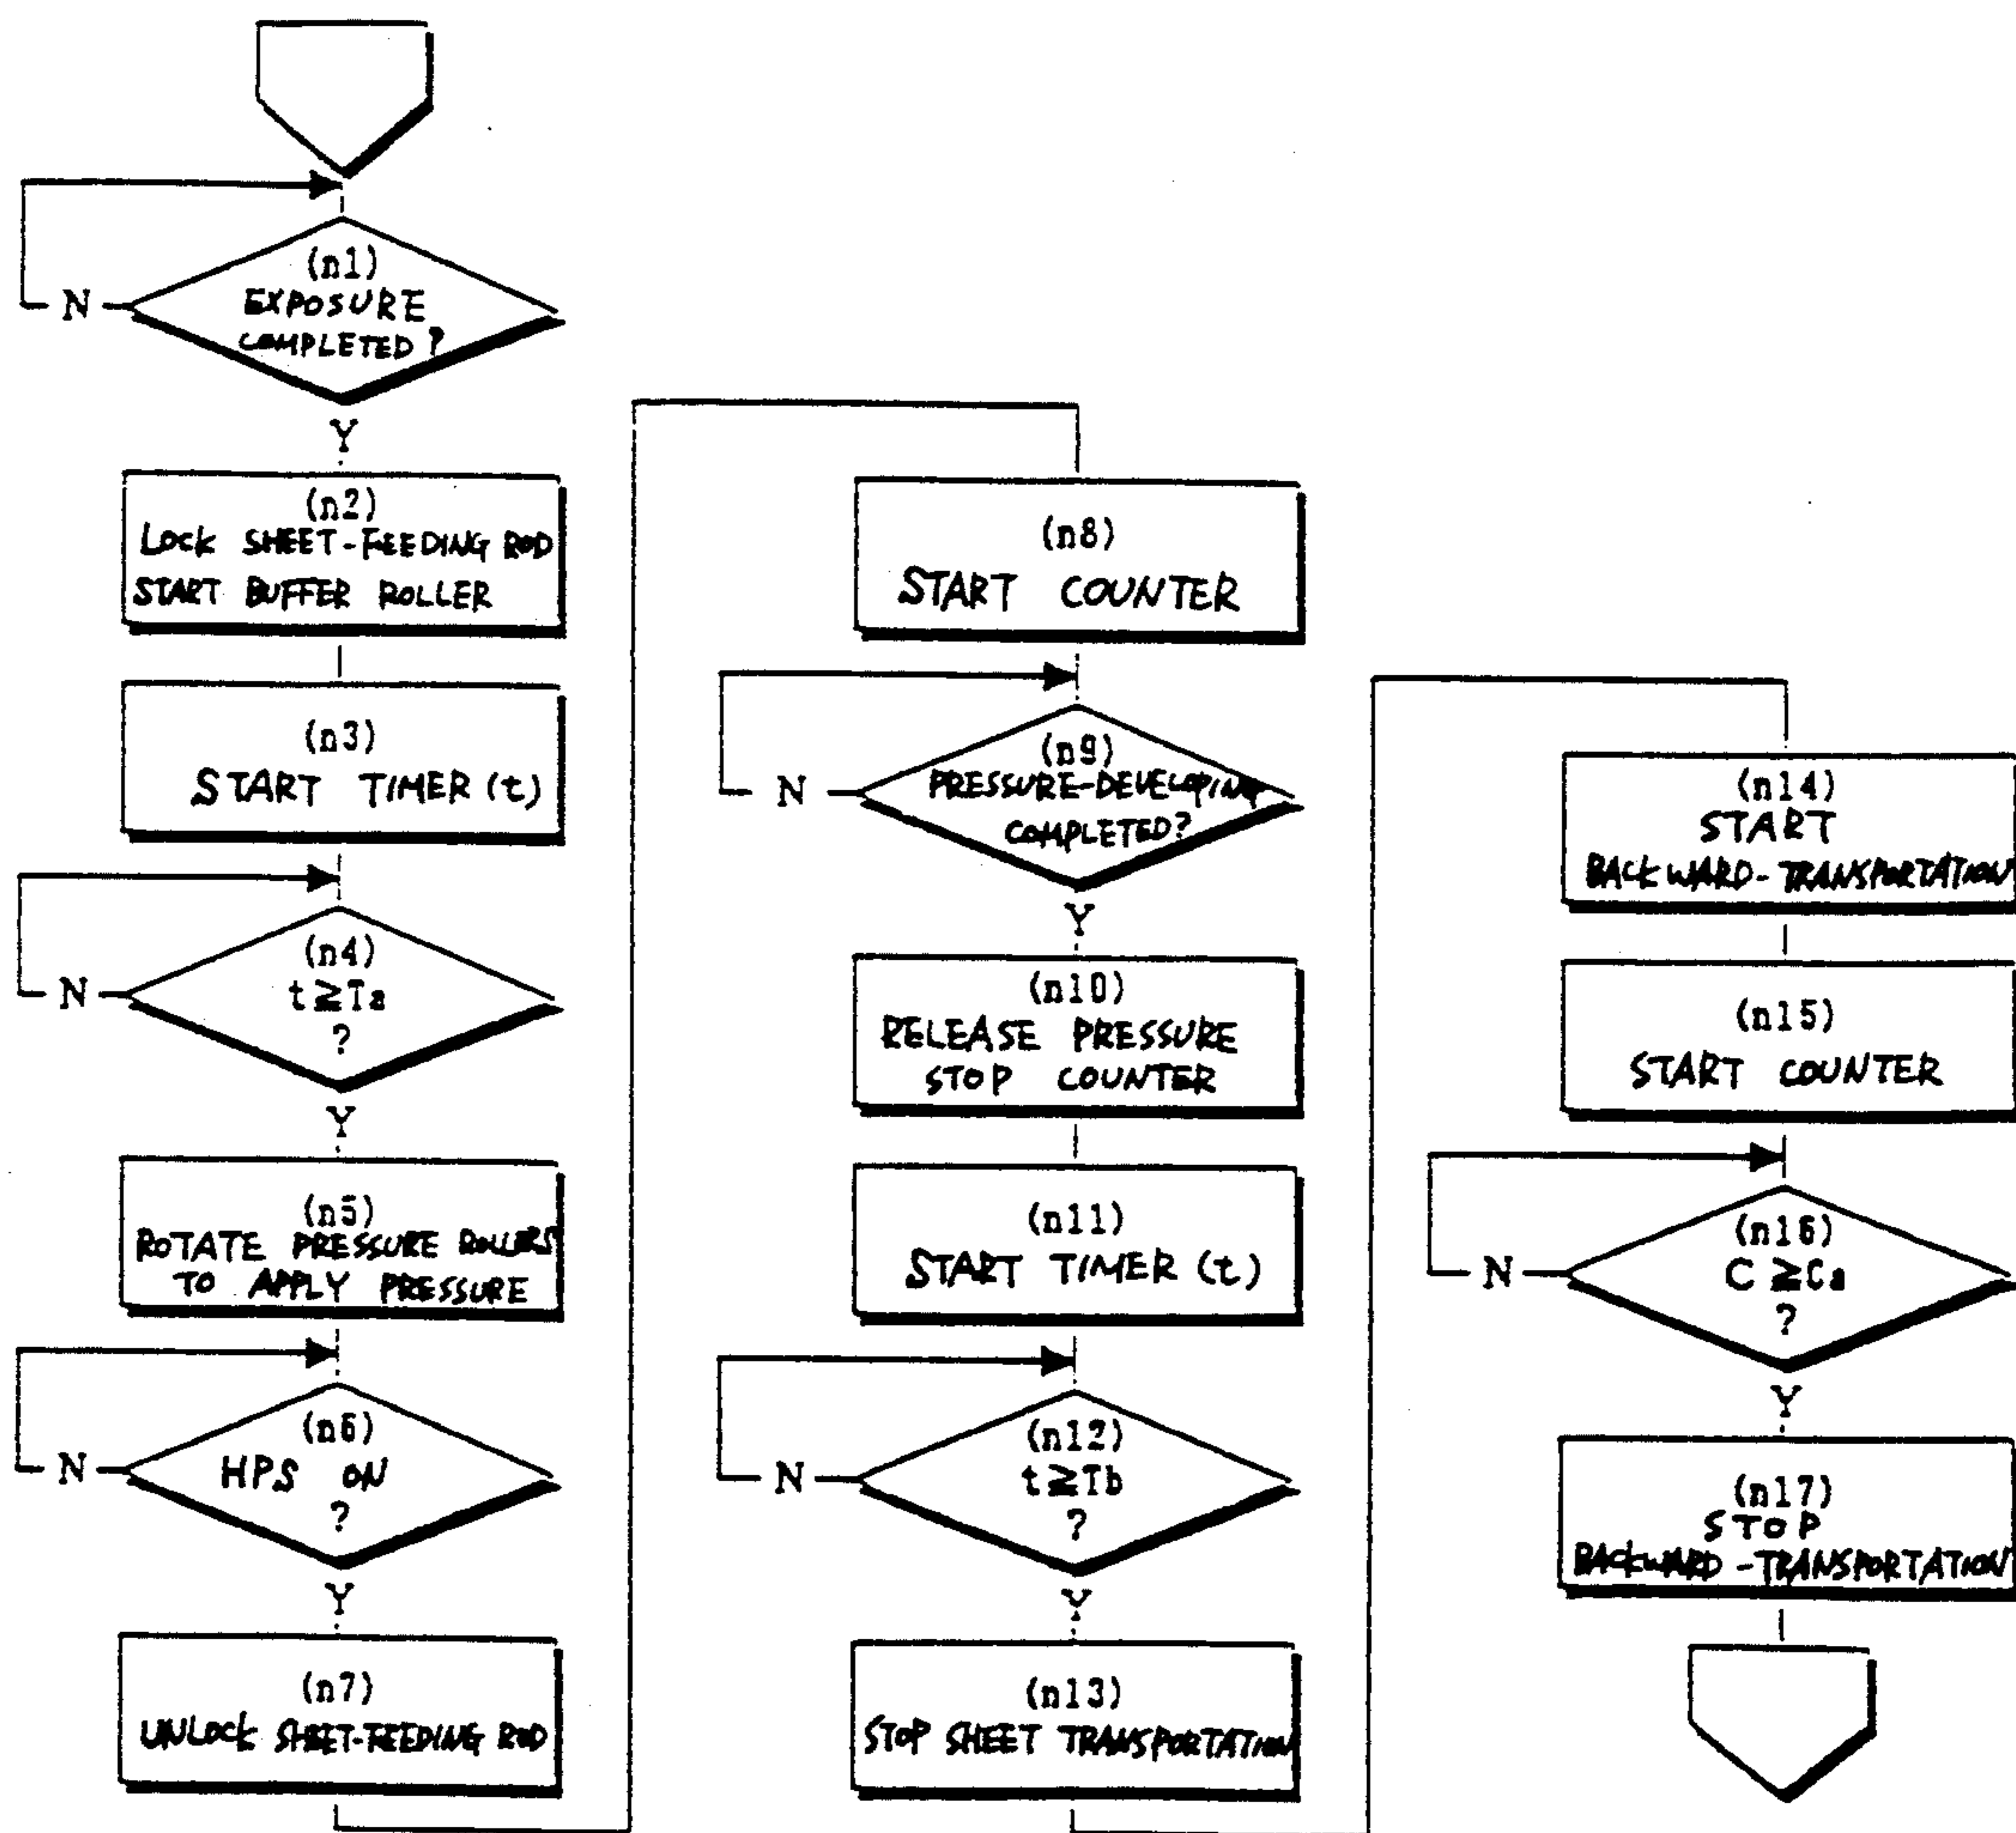 (n1)
EXPOSURE
COMPLETED?
N
Y
(n2)
LOCK SHEET-FEEDING ROD
START BUFFER ROLLER
(n3)
START TIMER (t)
(n4)
t≧Ta
?
N
Y
(n5)
ROTATE PRESSURE ROLLERS
TO APPLY PRESSURE
(n6)
HPS ON
?
N
Y
(n7)
UNLOCK SHEET-FEEDING ROD
(n8)
START COUNTER
(n9)
PRESSURE-DEVELOPING
COMPLETED?
N
Y
(n10)
RELEASE PRESSURE
STOP COUNTER
(n11)
START TIMER (t)
(n12)
t≧Tb
?
N
Y
(n13)
STOP SHEET TRANSPORTATION
(n14)
START
BACKWARD-TRANSPORTATION
(n15)
START COUNTER
(n16)
C≧Ca
?
N
Y
(n17)
STOP
BACKWARD-TRANSPORTATION